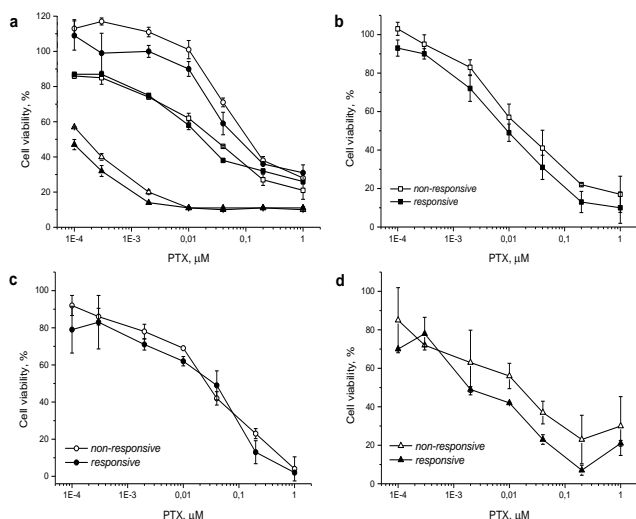 a
Cell viability, %
120
100
80
60
40
20
0
1E-4 1E-3 0,01 0,1 1
PTX, μM
b
Cell viability, %
100
80
60
40
20
0
non-responsive
responsive
1E-4 1E-3 0,01 0,1 1
PTX, μM
c
Cell viability, %
100
80
60
40
20
0
non-responsive
responsive
1E-4 1E-3 0,01 0,1 1
PTX, μM
d
Cell viability, %
100
80
60
40
20
0
non-responsive
responsive
1E-4 1E-3 0,01 0,1 1
PTX, μM